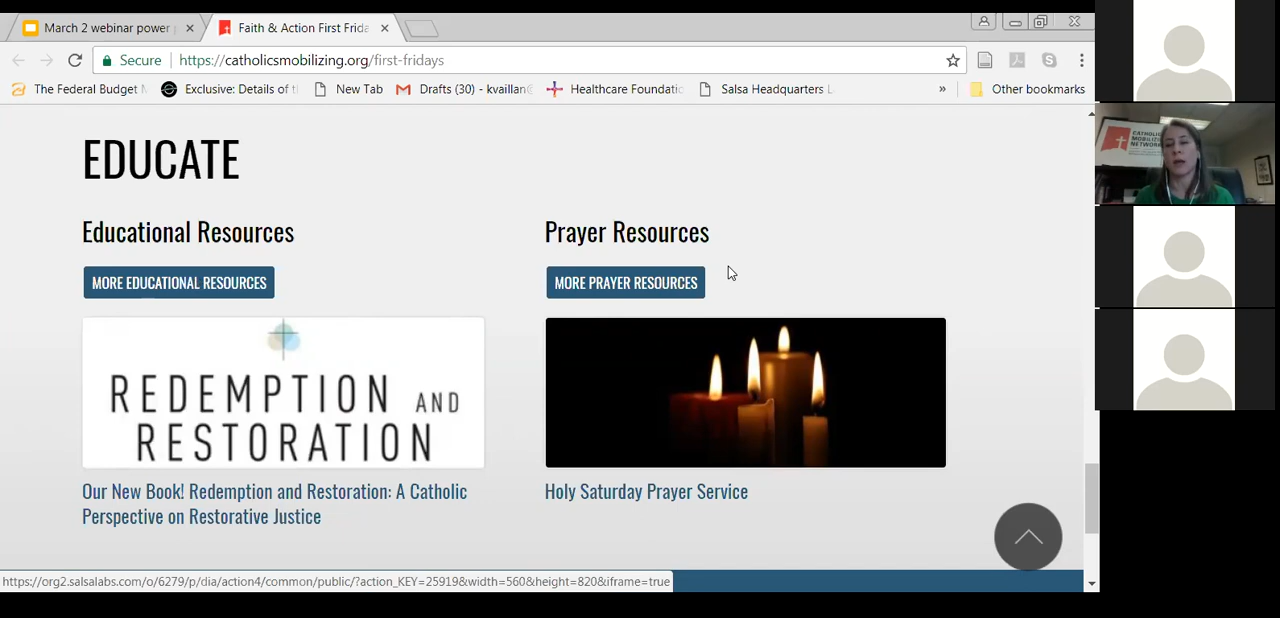 March 2 webinar power
Faith & Action First Frida
Secure
https://catholicsmobilizing.org/first-fridays
The Federal Budget
Exclusive: Details of t
New Tab
Drafts (30) - kvaillan
Healthcare Foundatio
Salsa Headquarters
»
Other bookmarks
EDUCATE
Educational Resources
Prayer Resources
MORE EDUCATIONAL RESOURCES
MORE PRAYER RESOURCES
REDEMPTION AND
RESTORATION
Our New Book! Redemption and Restoration: A Catholic
Perspective on Restorative Justice
Holy Saturday Prayer Service
https://org2.salsalabs.com/o/6279/p/dia/action4/common/public/?action_KEY=25919&width=560&height=820&iframe=true
CATHOLIC
MOBILIZI
NETWORK